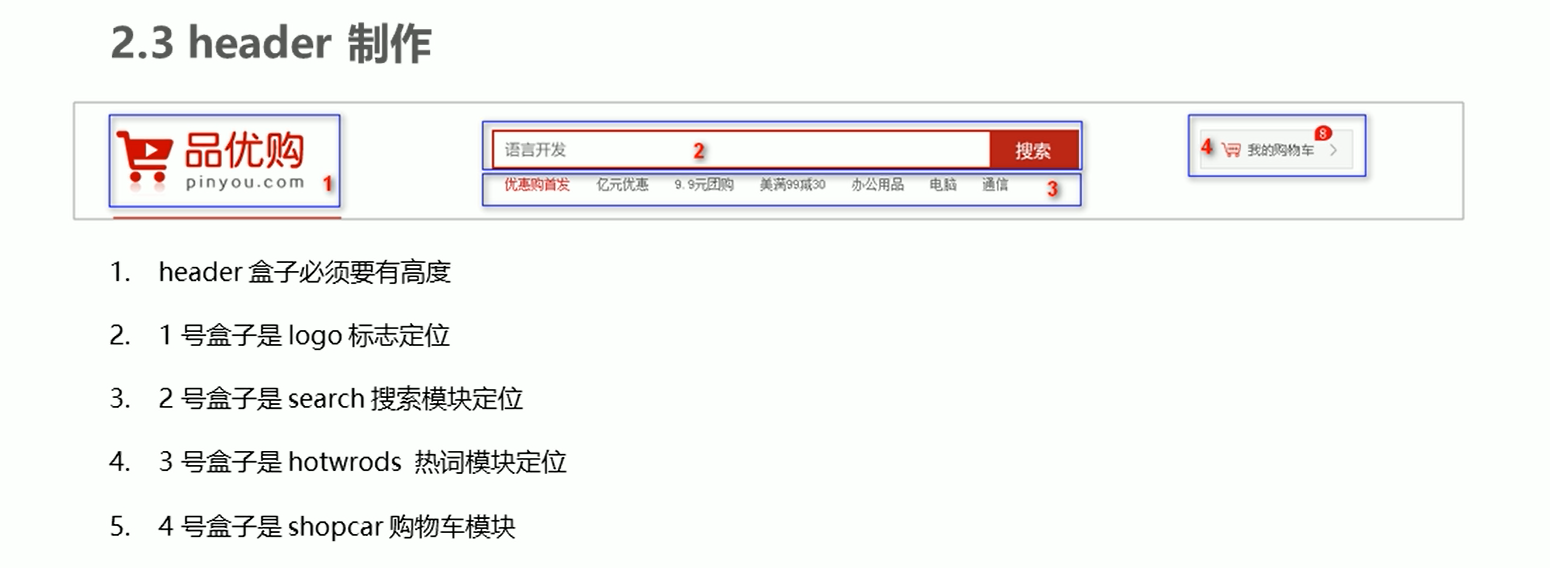 2.3 header 制作
品优购
pinyou.com
1
语言开发
2
搜索
优惠购首发 亿元优惠 9.9元团购 美满99减30 办公用品 电脑 通信
3
4
我的购物车
8
1. header 盒子必须要有高度
2. 1 号盒子是 logo 标志定位
3. 2 号盒子是 search 搜索模块定位
4. 3 号盒子是 hotwrods 热词模块定位
5. 4 号盒子是 shopcar 购物车模块